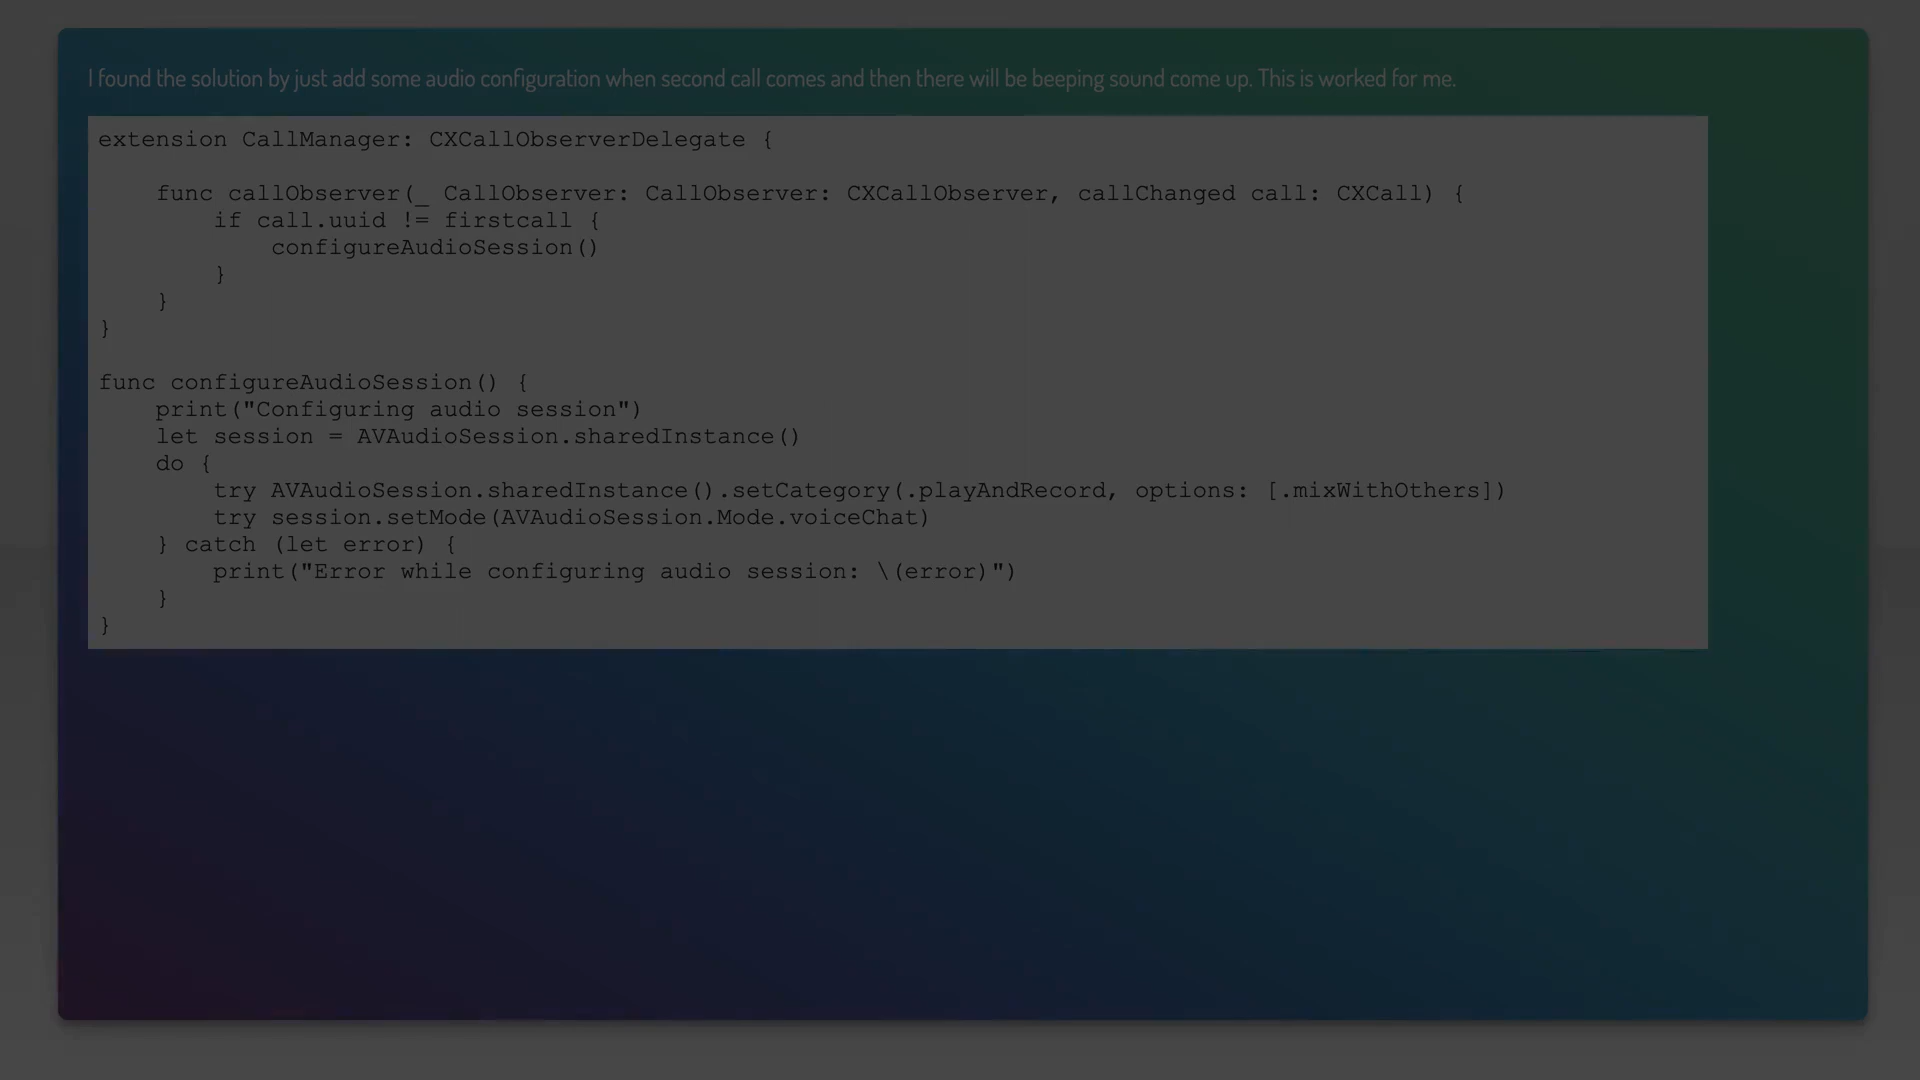 I found the solution by just add some audio configuration when second call comes and then there will be beeping sound come up. This is worked for me.
extension CallManager: CXCallObserverDelegate {
    func callObserver(_ CallObserver: CallObserver: CXCallObserver, callChanged call: CXCall) {
        if call.uuid != firstcall {
            configureAudioSession()
        }
    }
}
func configureAudioSession() {
    print("Configuring audio session")
    let session = AVAudioSession.sharedInstance()
    do {
        try AVAudioSession.sharedInstance().setCategory(.playAndRecord, options: [.mixWithOthers])
        try session.setMode(AVAudioSession.Mode.voiceChat)
    } catch (let error) {
        print("Error while configuring audio session: \(error)")
    }
}